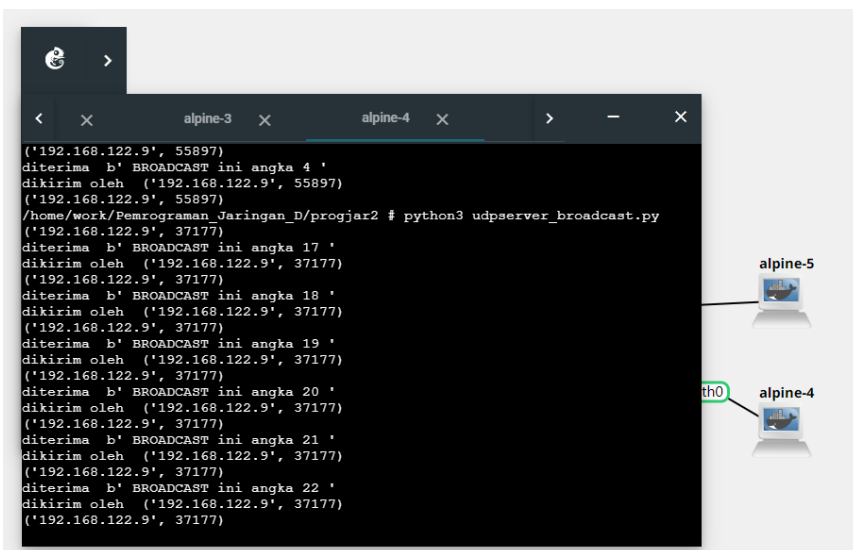 alpine-3
alpine-4
('192.168.122.9', 55897)
diterima  b' BROADCAST ini angka 4 '
dikirim oleh  ('192.168.122.9', 55897)
('192.168.122.9', 55897)
/home/work/Pemrograman_Jaringan_D/progjar2 # python3 udpserver_broadcast.py
('192.168.122.9', 37177)
diterima  b' BROADCAST ini angka 17 '
dikirim oleh  ('192.168.122.9', 37177)
('192.168.122.9', 37177)
diterima  b' BROADCAST ini angka 18 '
dikirim oleh  ('192.168.122.9', 37177)
('192.168.122.9', 37177)
diterima  b' BROADCAST ini angka 19 '
dikirim oleh  ('192.168.122.9', 37177)
('192.168.122.9', 37177)
diterima  b' BROADCAST ini angka 20 '
dikirim oleh  ('192.168.122.9', 37177)
('192.168.122.9', 37177)
diterima  b' BROADCAST ini angka 21 '
dikirim oleh  ('192.168.122.9', 37177)
('192.168.122.9', 37177)
diterima  b' BROADCAST ini angka 22 '
dikirim oleh  ('192.168.122.9', 37177)
('192.168.122.9', 37177)
alpine-5
th0
alpine-4